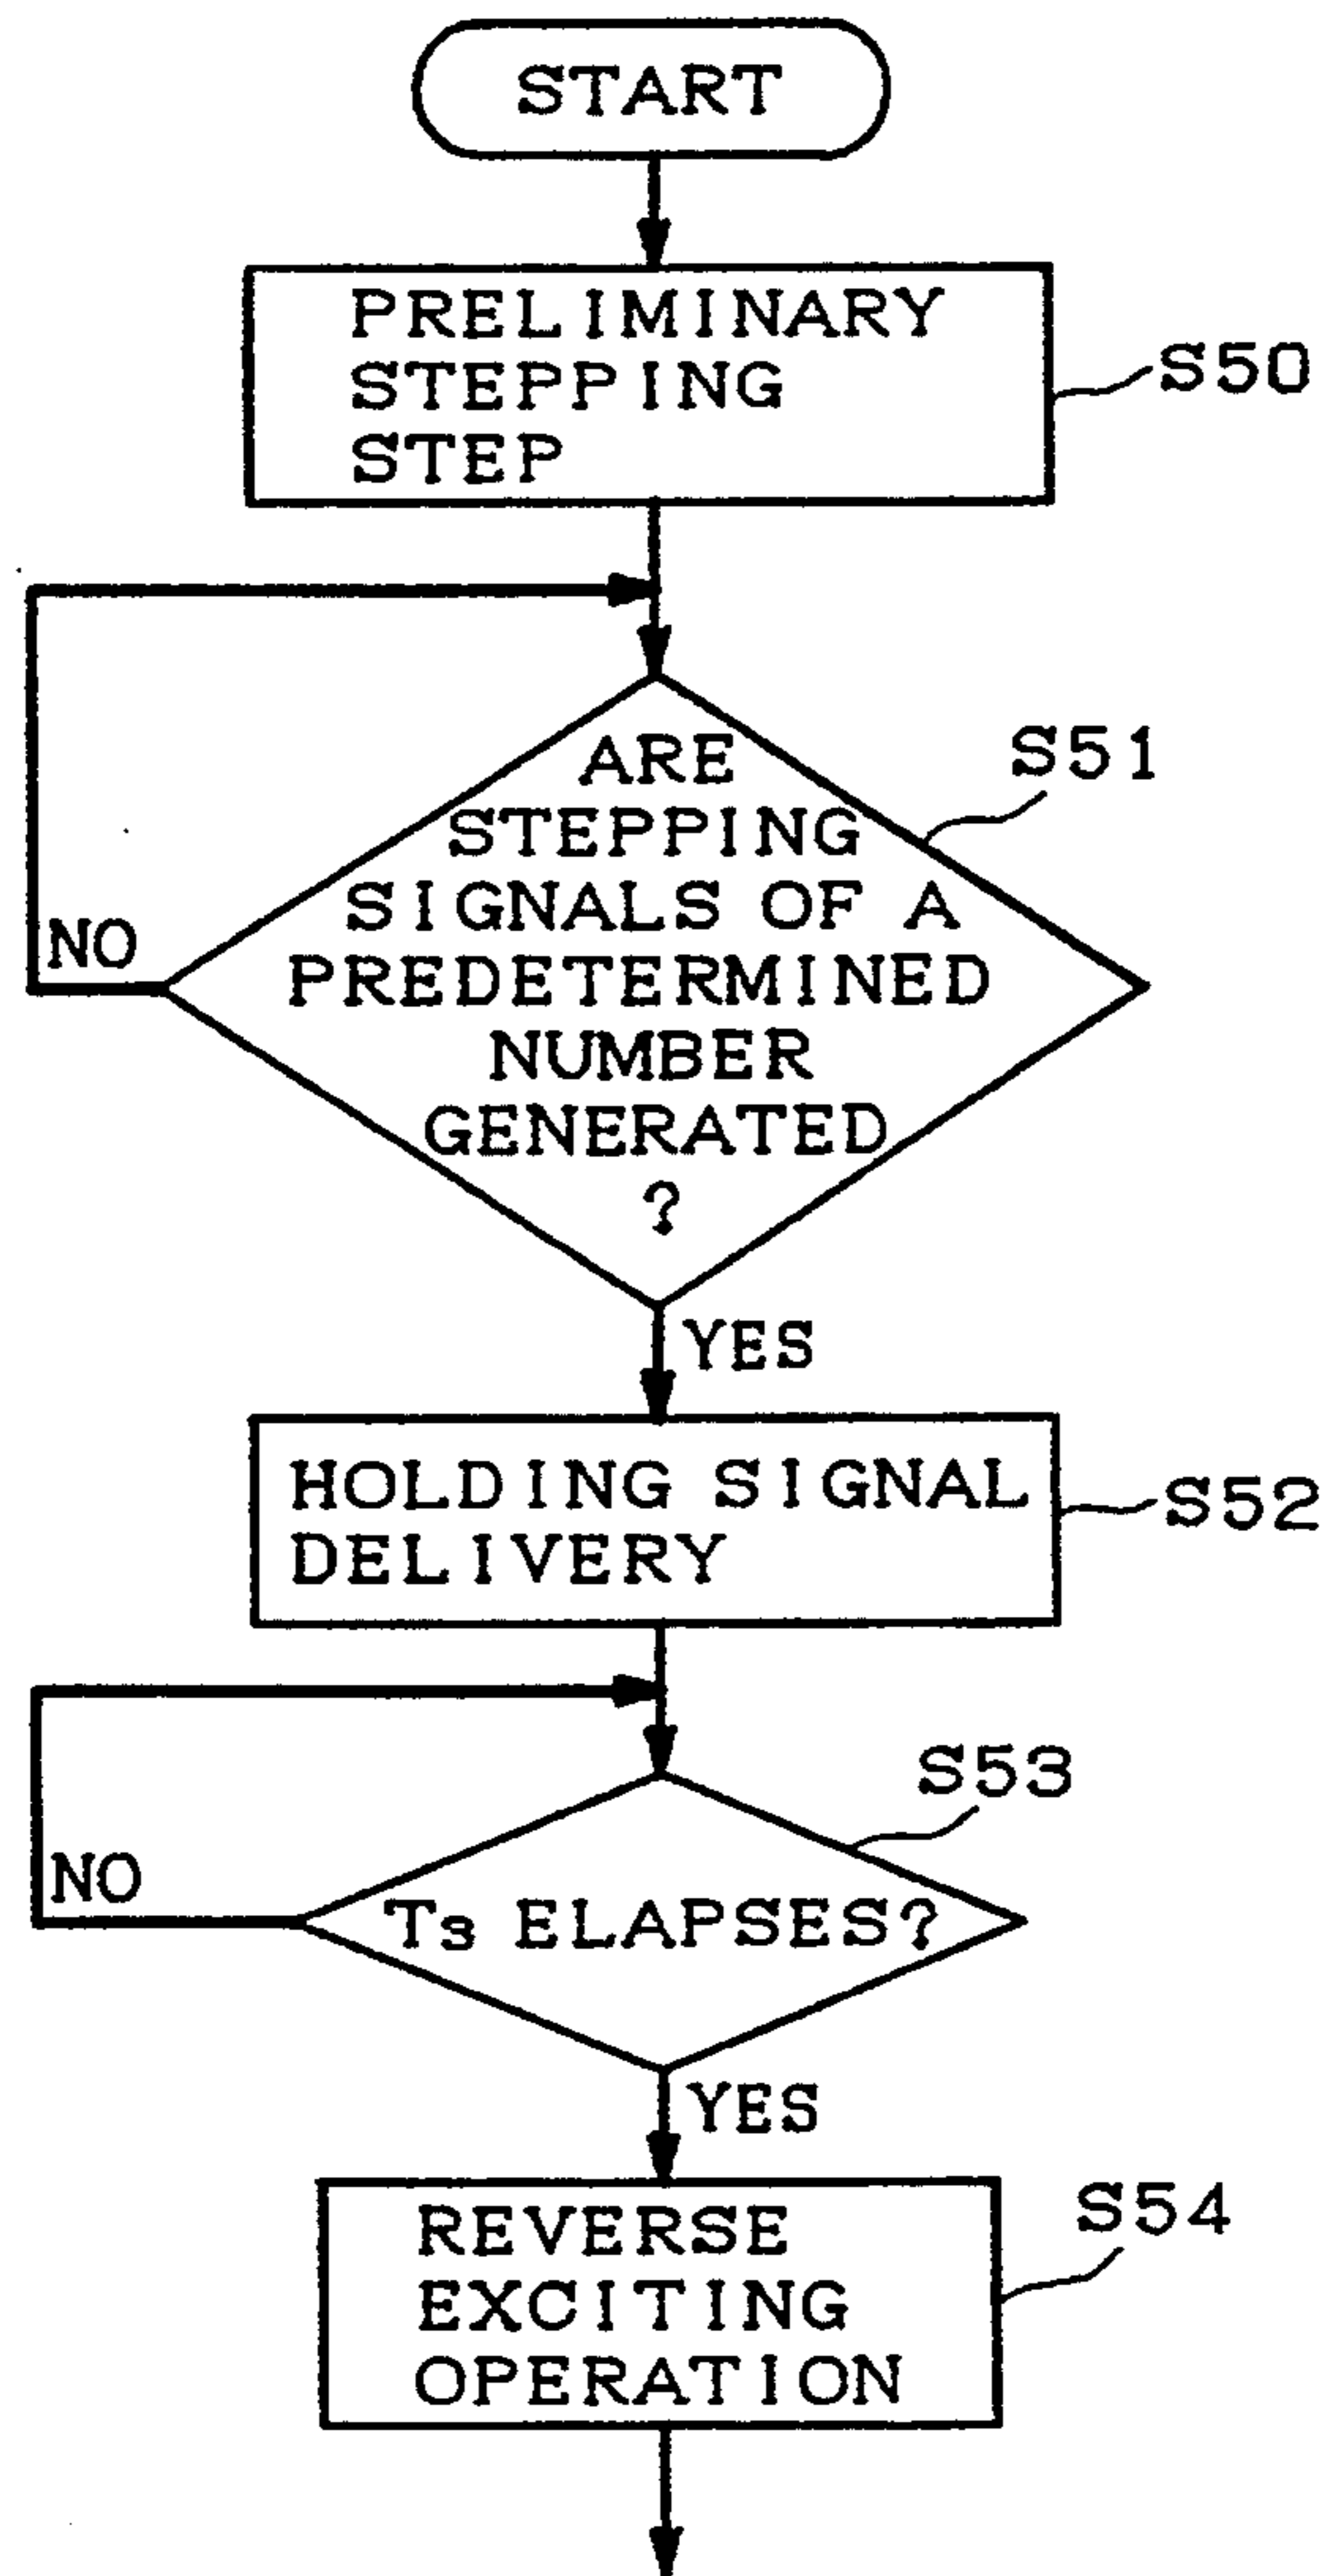 START
PRELIMINARY
STEPPING
STEP
S50
ARE
STEPPING
SIGNALS OF A
PREDETERMINED
NUMBER
GENERATED
?
S51
NO
YES
HOLDING SIGNAL
DELIVERY
S52
S53
T₃ ELAPSES?
NO
YES
REVERSE
EXCITING
OPERATION
S54